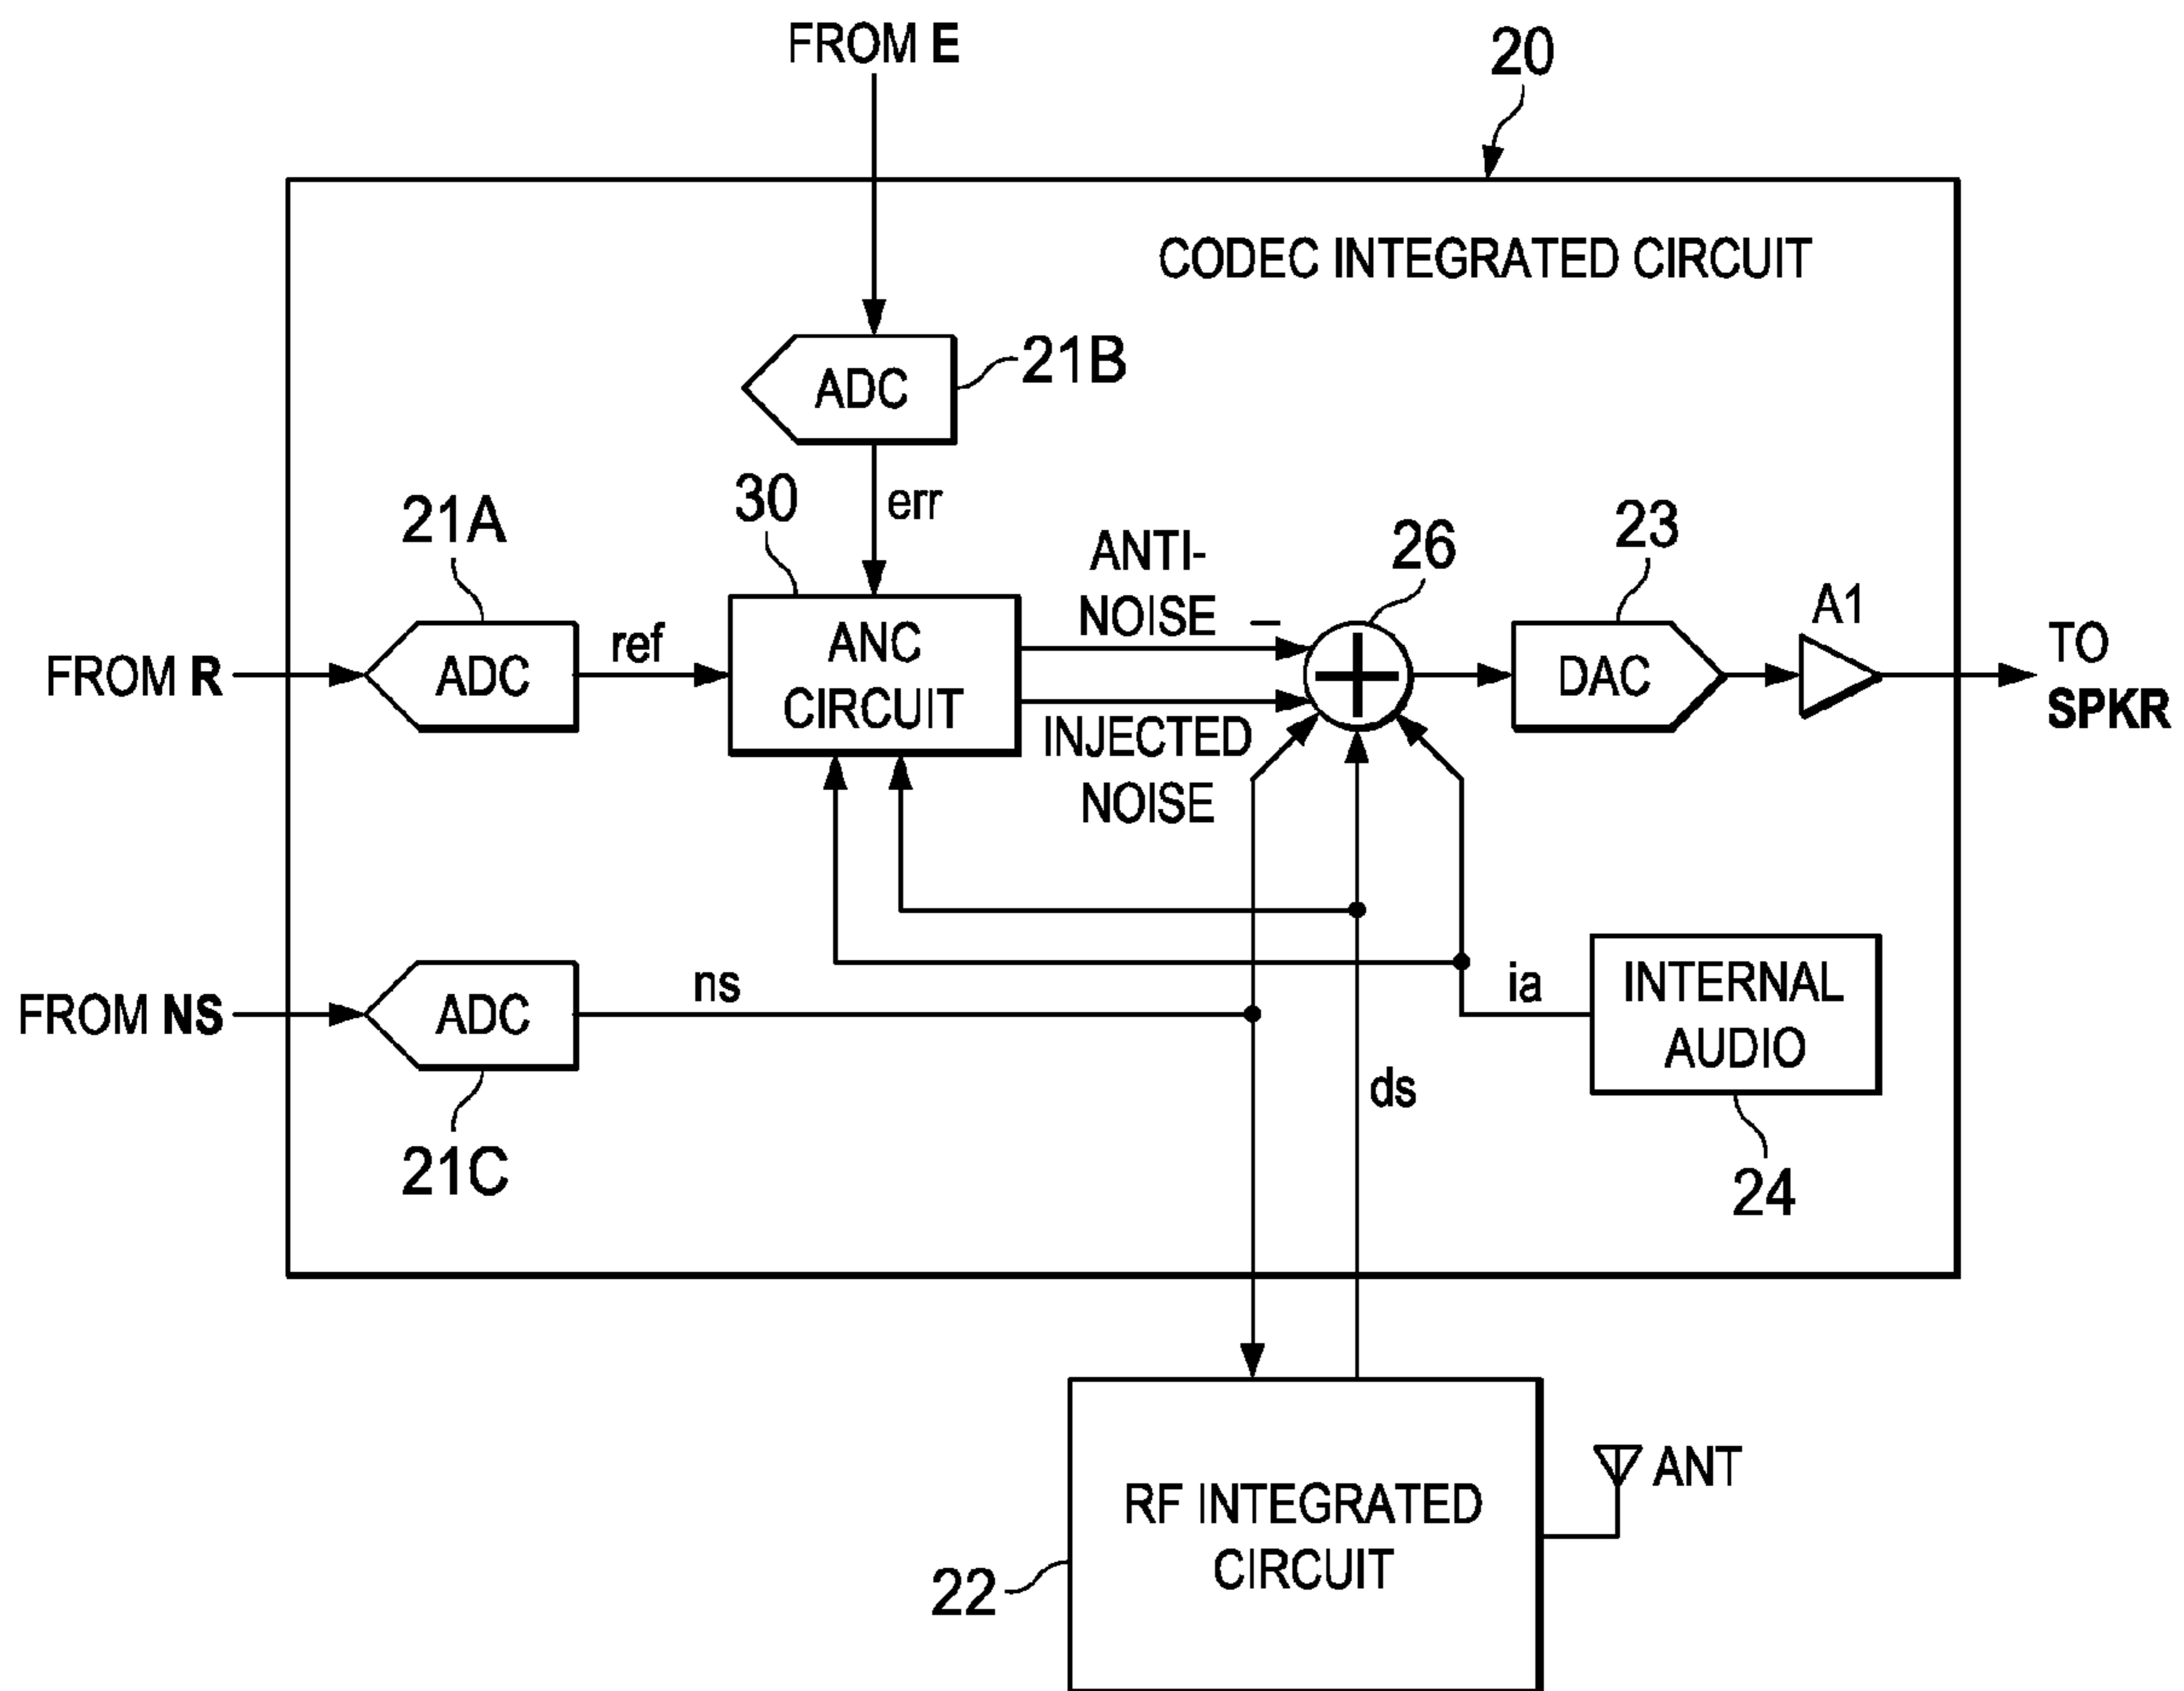 FROM E
20
CODEC INTEGRATED CIRCUIT
ADC
21B
err
30
21A
ANTI-
NOISE
–
26
23
A1
FROM R
ADC
ref
ANC
CIRCUIT
DAC
TO
SPKR
INJECTED
NOISE
FROM NS
ADC
ns
ia
INTERNAL
AUDIO
21C
ds
24
RF INTEGRATED
CIRCUIT
ANT
22